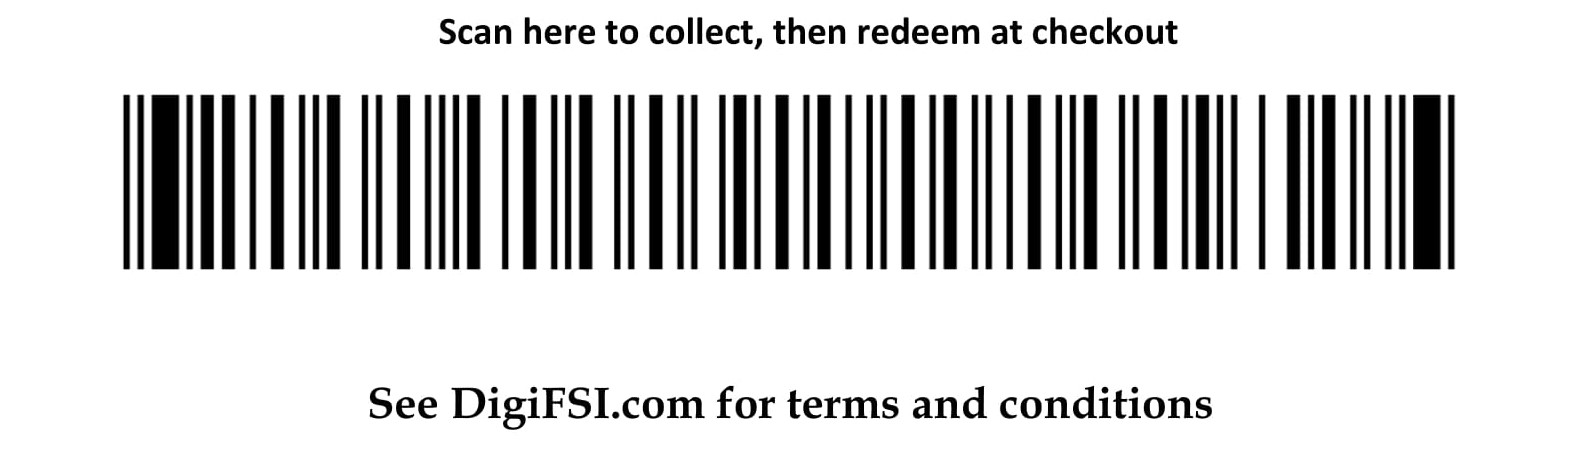 Scan here to collect, then redeem at checkout
See DigiFSI.com for terms and conditions